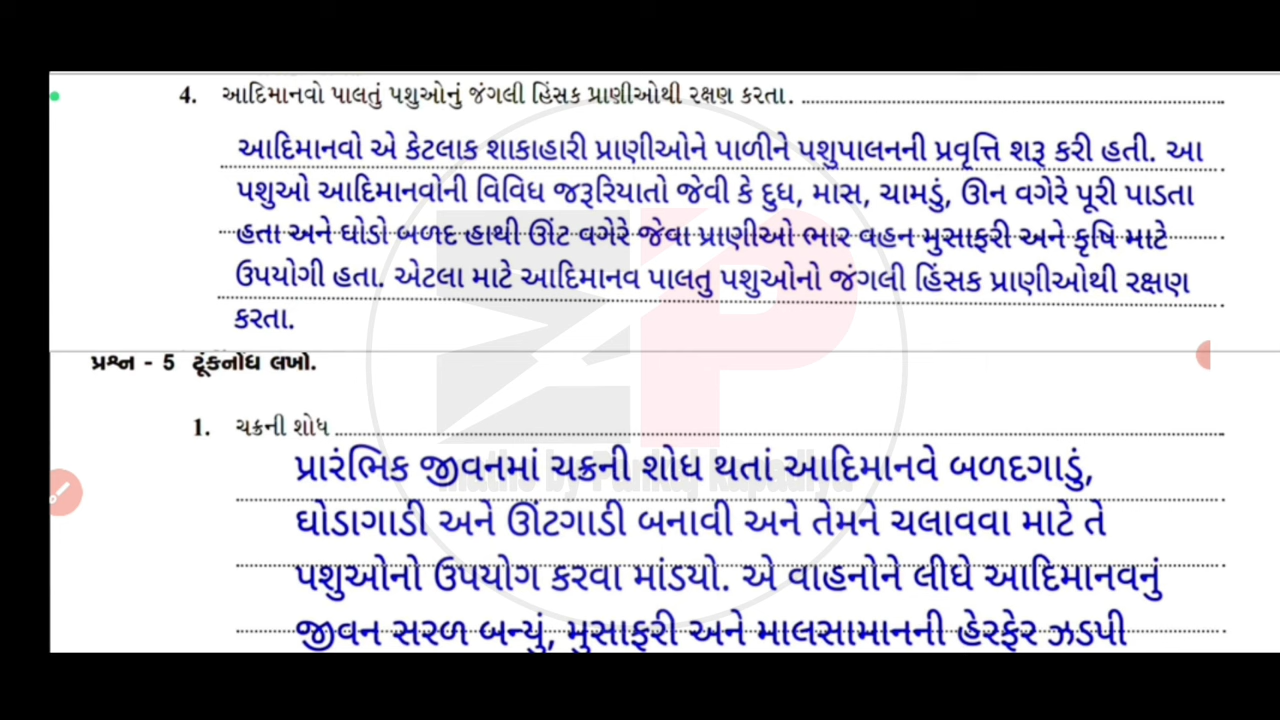 4. આદિમાનવો પાલતું પશુઓનું જંગલી હિંસક પ્રાણીઓથી રક્ષણ કરતા.
આદિમાનવો એ કેટલાક શાકાહારી પ્રાણીઓને પાળીને પશુપાલનની પ્રવૃત્તિ શરૂ કરી હતી. આ
પશુઓ આદિમાનવોની વિવિધ જરૂરિયાતો જેવી કે દુધ, માસ, ચામડું, ઊન વગેરે પૂરી પાડતા
હતા અને ઘોડો બળદ હાથી ઊંટ વગેરે જેવા પ્રાણીઓ ભાર વહન મુસાફરી અને કૃષિ માટે
ઉપયોગી હતા. એટલા માટે આદિમાનવ પાલતુ પશુઓનો જંગલી હિંસક પ્રાણીઓથી રક્ષણ
કરતા.
પ્રશ્ન - 5 ટૂંકનોંધ લખો.
1. ચક્રની શોધ
પ્રારંભિક જીવનમાં ચક્રની શોધ થતાં આદિમાનવે બળદગાડું,
ઘોડાગાડી અને ઊંટગાડી બનાવી અને તેમને ચલાવવા માટે તે
પશુઓનો ઉપયોગ કરવા માંડયો. એ વાહનોને લીધે આદિમાનવનું
જીવન સરળ બન્યું, મુસાફરી અને માલસામાનની હેરફેર ઝડપી